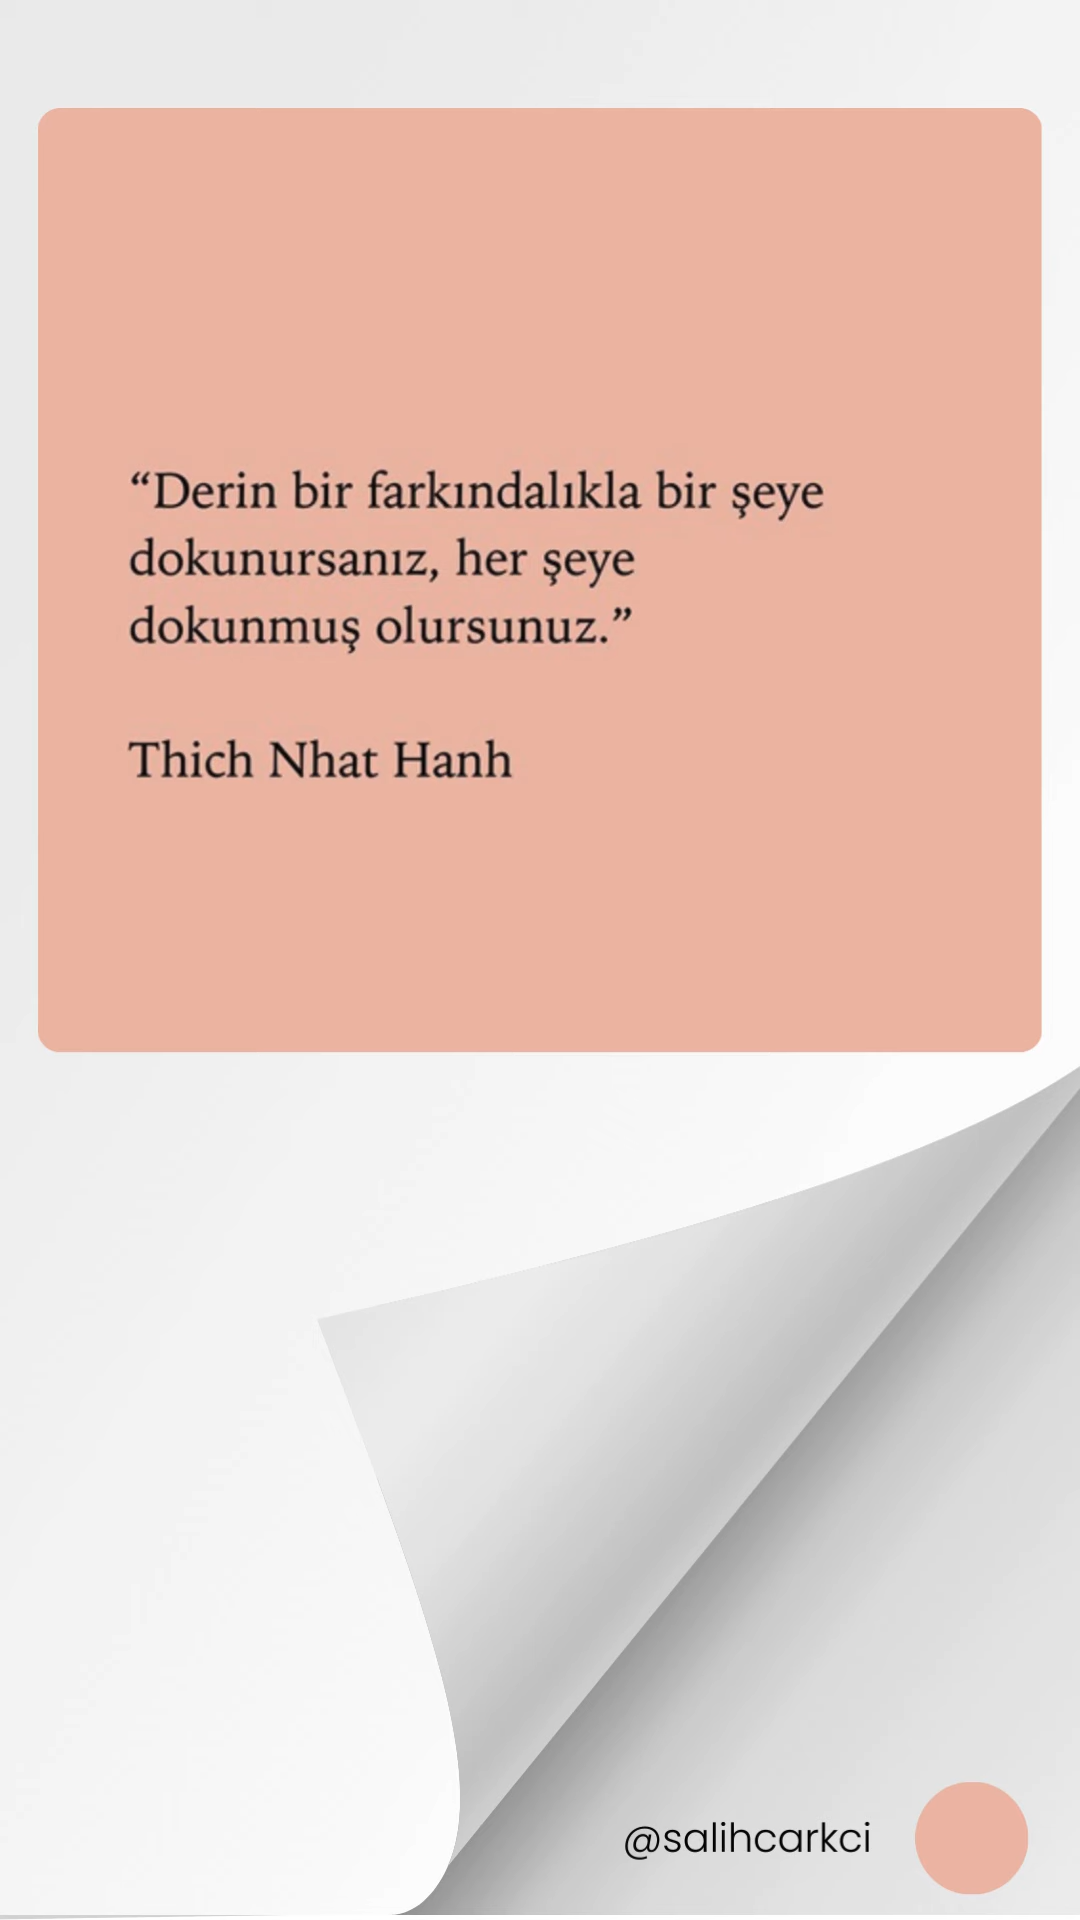 “Derin bir farkındalıkla bir şeye
dokunursanız, her şeye
dokunmuş olursunuz.”
Thich Nhat Hanh
@salihcarkci